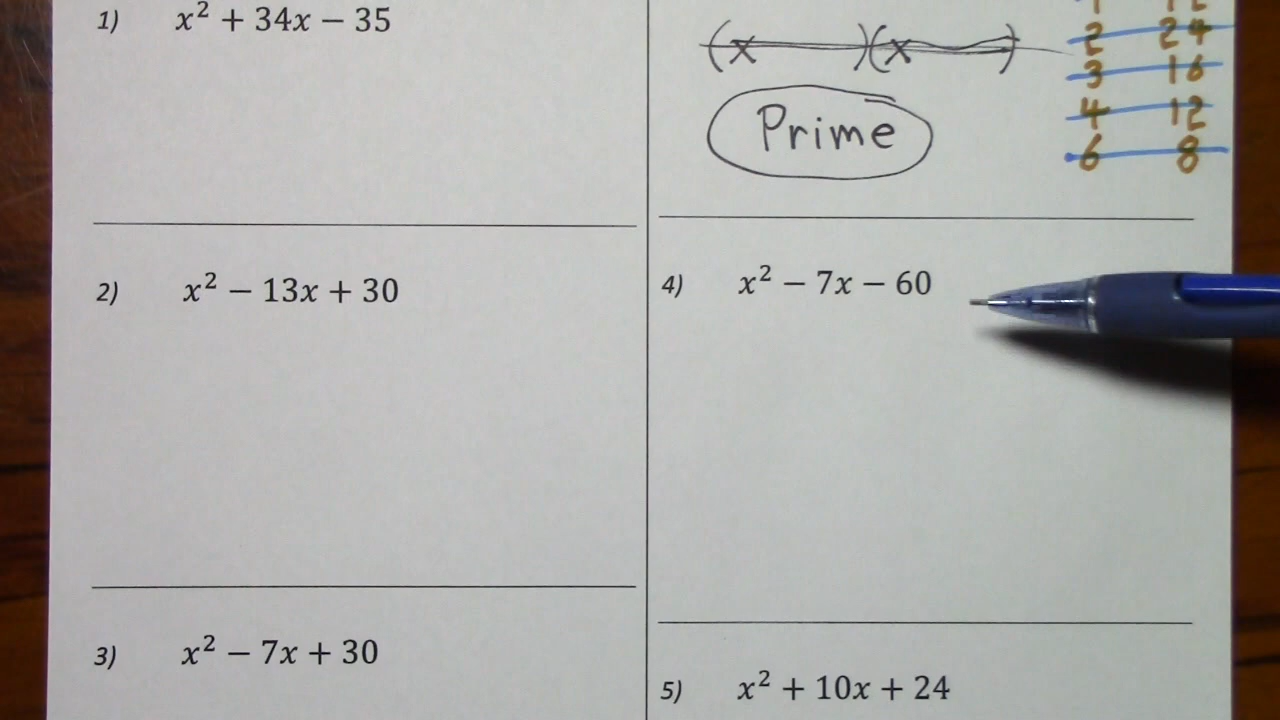 1) x² + 34x − 35
2) x² − 13x + 30
3) x² − 7x + 30
(x )(x )
Prime
2 24
3 16
4 12
6 8
4) x² − 7x − 60
5) x² + 10x + 24